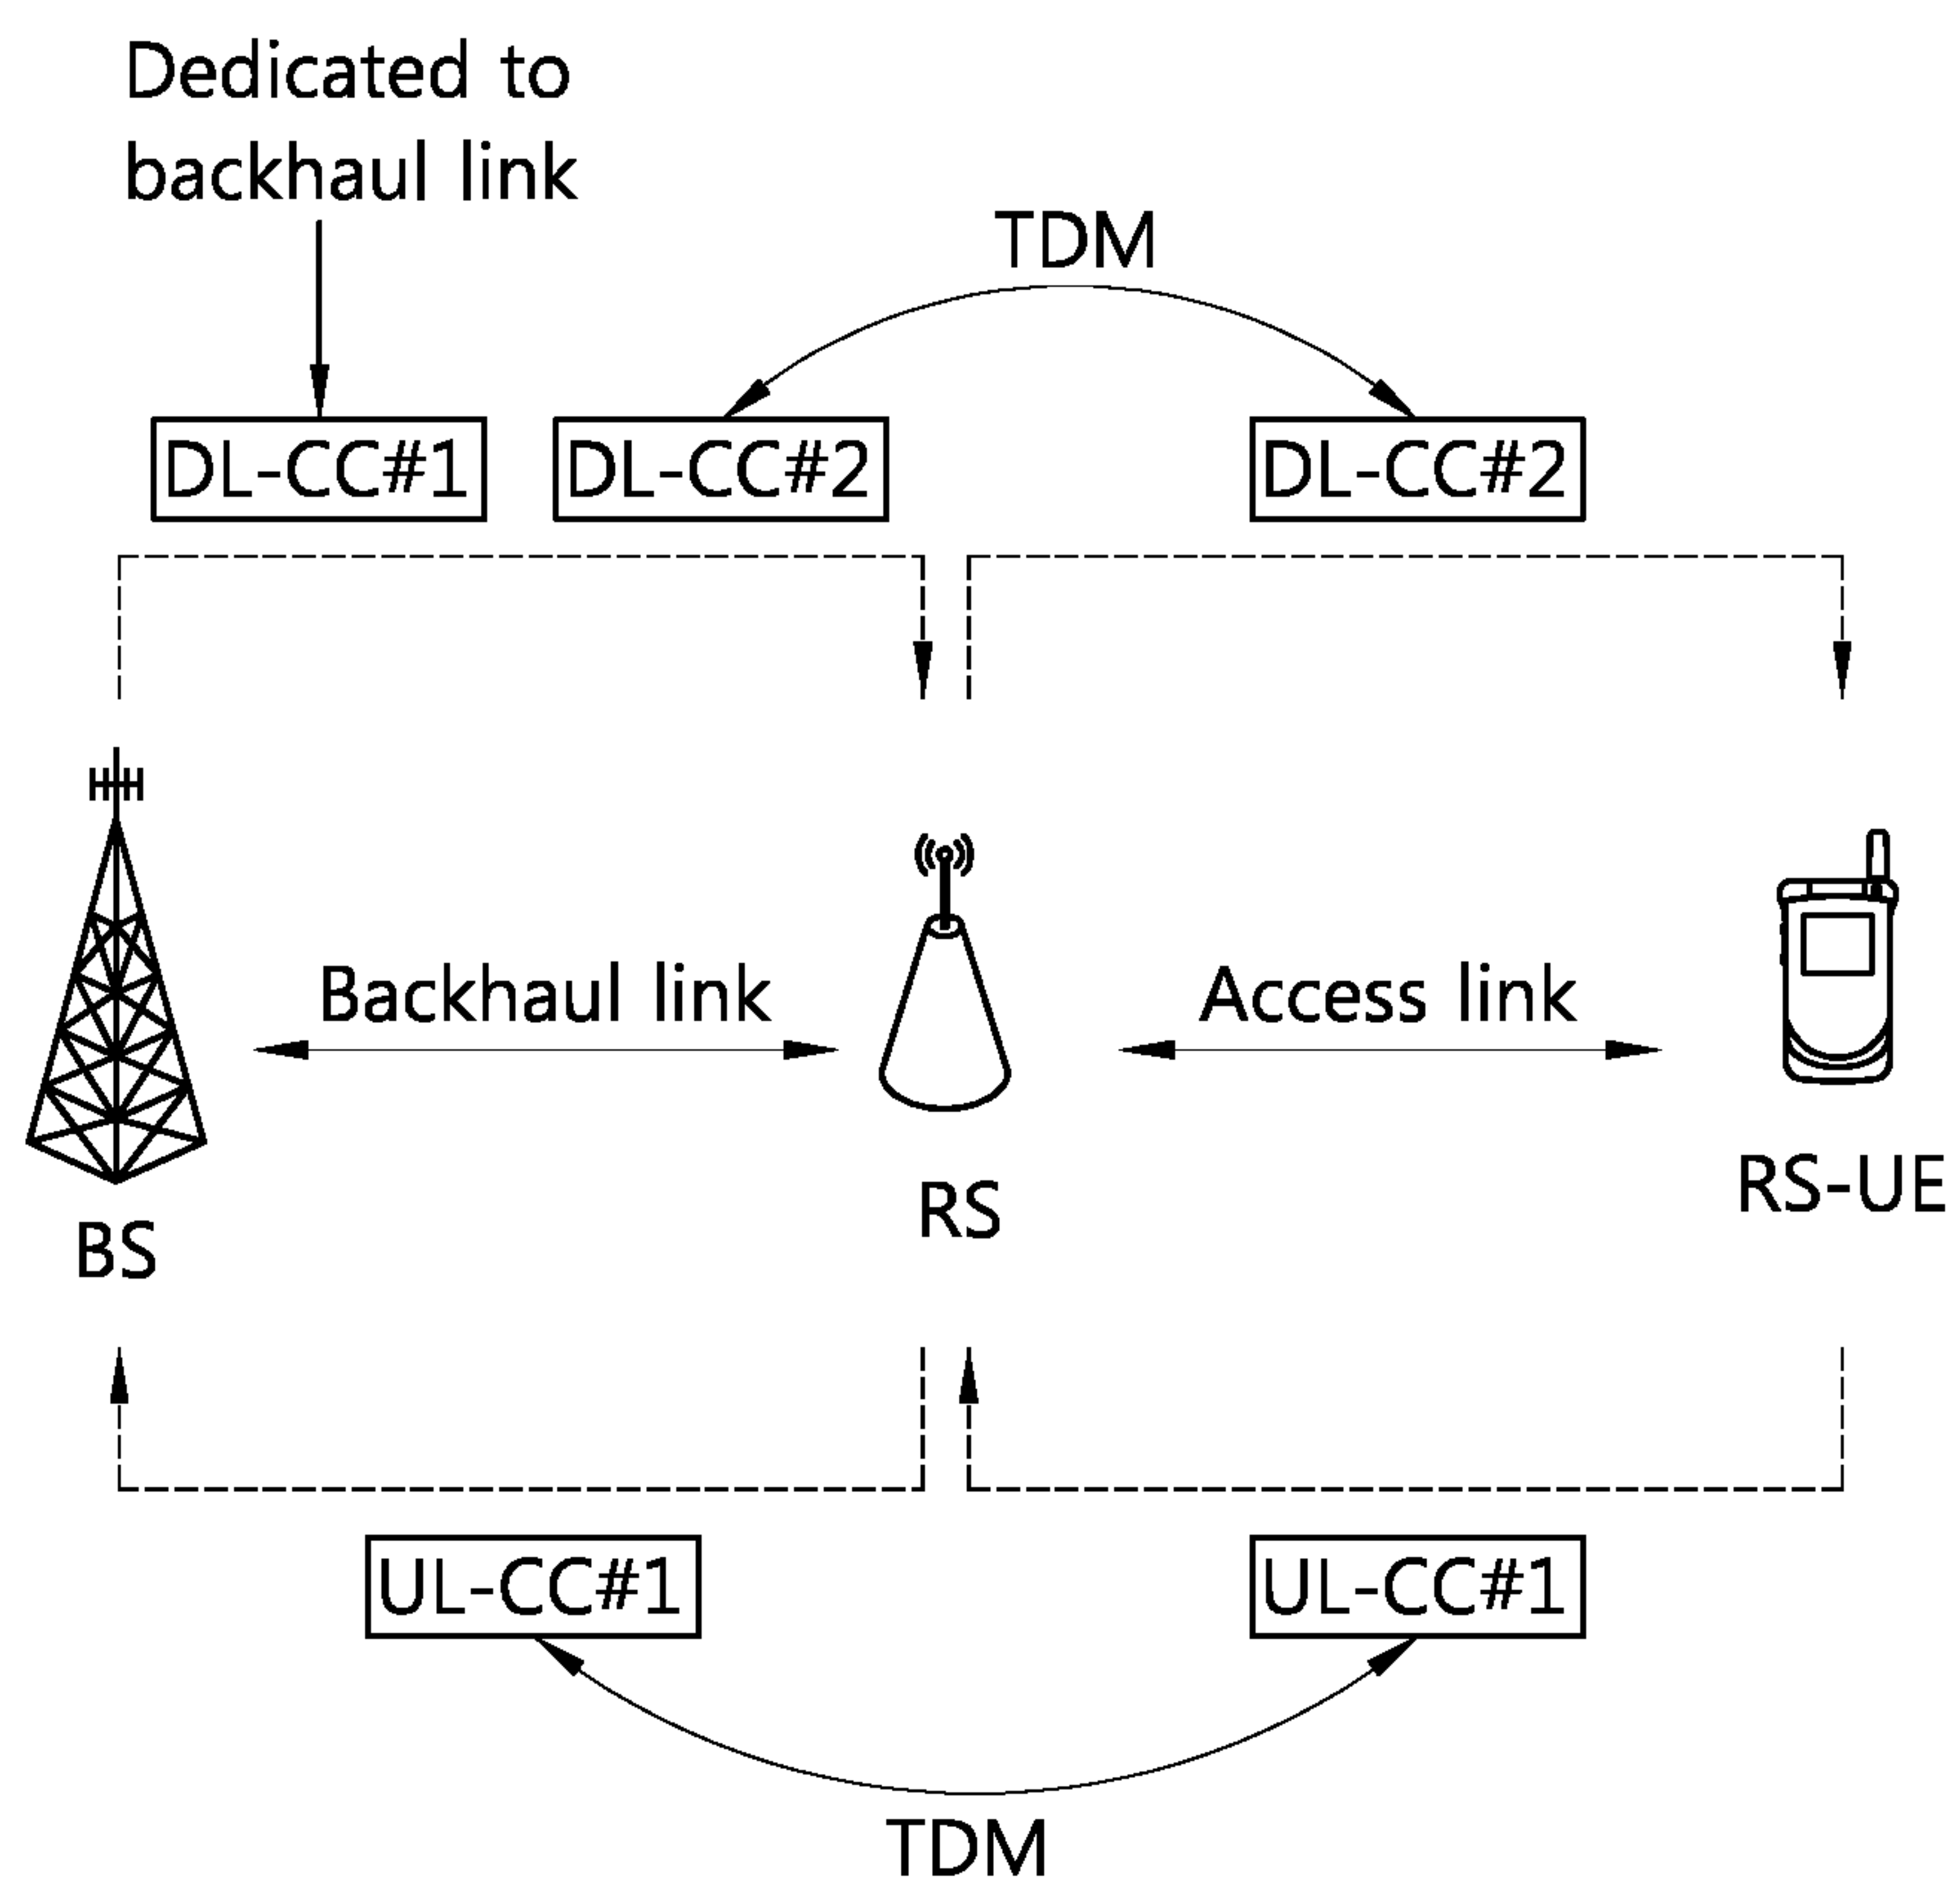 Dedicated to
backhaul link
TDM
DL-CC#1
DL-CC#2
DL-CC#2
Backhaul link
Access link
BS
RS
RS-UE
UL-CC#1
UL-CC#1
TDM